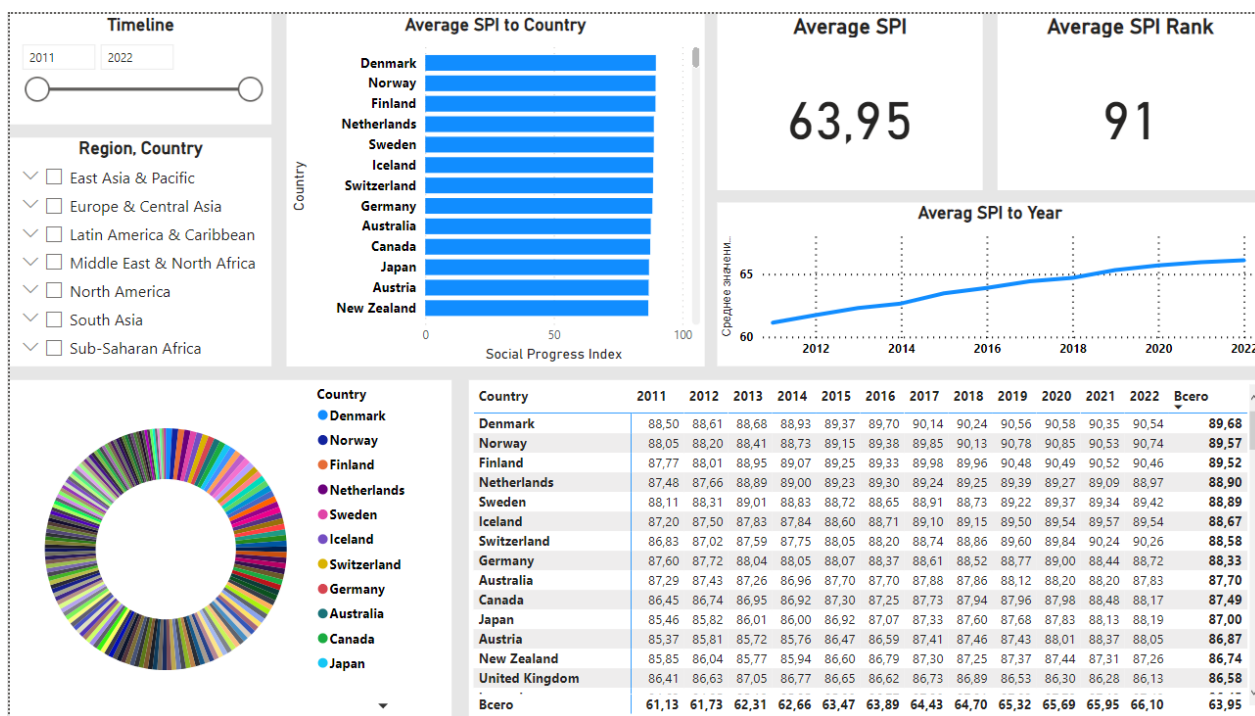 Timeline
2011 2022
Region, Country
East Asia & Pacific
Europe & Central Asia
Latin America & Caribbean
Middle East & North Africa
North America
South Asia
Sub-Saharan Africa
Average SPI to Country
Country
Denmark
Norway
Finland
Netherlands
Sweden
Iceland
Switzerland
Germany
Australia
Canada
Japan
Austria
New Zealand
0 50 100
Social Progress Index
Average SPI
63,95
Average SPI Rank
91
Averag SPI to Year
Среднее значени...
65
60
2012 2014 2016 2018 2020 2022
Country
Denmark
Norway
Finland
Netherlands
Sweden
Iceland
Switzerland
Germany
Australia
Canada
Japan
Country 2011 2012 2013 2014 2015 2016 2017 2018 2019 2020 2021 2022 Всего
Denmark 88,50 88,61 88,68 88,93 89,37 89,70 90,14 90,24 90,56 90,58 90,35 90,54 89,68
Norway 88,05 88,20 88,41 88,73 89,15 89,38 89,85 90,13 90,78 90,85 90,53 90,74 89,57
Finland 87,77 88,01 88,95 89,07 89,25 89,33 89,98 89,96 90,48 90,49 90,52 90,46 89,52
Netherlands 87,48 87,66 88,89 89,00 89,23 89,30 89,24 89,25 89,39 89,27 89,09 88,97 88,90
Sweden 88,11 88,31 89,01 88,83 88,72 88,65 88,91 88,73 89,22 89,37 89,34 89,42 88,89
Iceland 87,20 87,50 87,83 87,84 88,60 88,71 89,10 89,15 89,50 89,54 89,57 89,54 88,67
Switzerland 86,83 87,02 87,59 87,75 88,05 88,20 88,74 88,86 89,60 89,84 90,24 90,26 88,58
Germany 87,60 87,72 88,04 88,05 88,07 88,37 88,61 88,52 88,77 89,00 88,44 88,72 88,33
Australia 87,29 87,43 87,26 86,96 87,70 87,70 87,88 87,86 88,12 88,20 88,20 87,83 87,70
Canada 86,45 86,74 86,95 86,92 87,30 87,25 87,73 87,94 87,96 87,98 88,48 88,17 87,49
Japan 85,46 85,82 86,01 86,00 86,92 87,07 87,33 87,60 87,68 87,83 88,13 88,19 87,00
Austria 85,37 85,81 85,72 85,76 86,47 86,59 87,41 87,46 87,43 88,01 88,37 88,05 86,87
New Zealand 85,85 86,04 85,77 85,94 86,60 86,79 87,30 87,25 87,37 87,44 87,31 87,26 86,74
United Kingdom 86,41 86,63 87,05 86,77 86,65 86,62 86,73 86,89 86,53 86,30 86,28 86,13 86,58
Всего 61,13 61,73 62,31 62,66 63,47 63,89 64,43 64,70 65,32 65,69 65,95 66,10 63,95